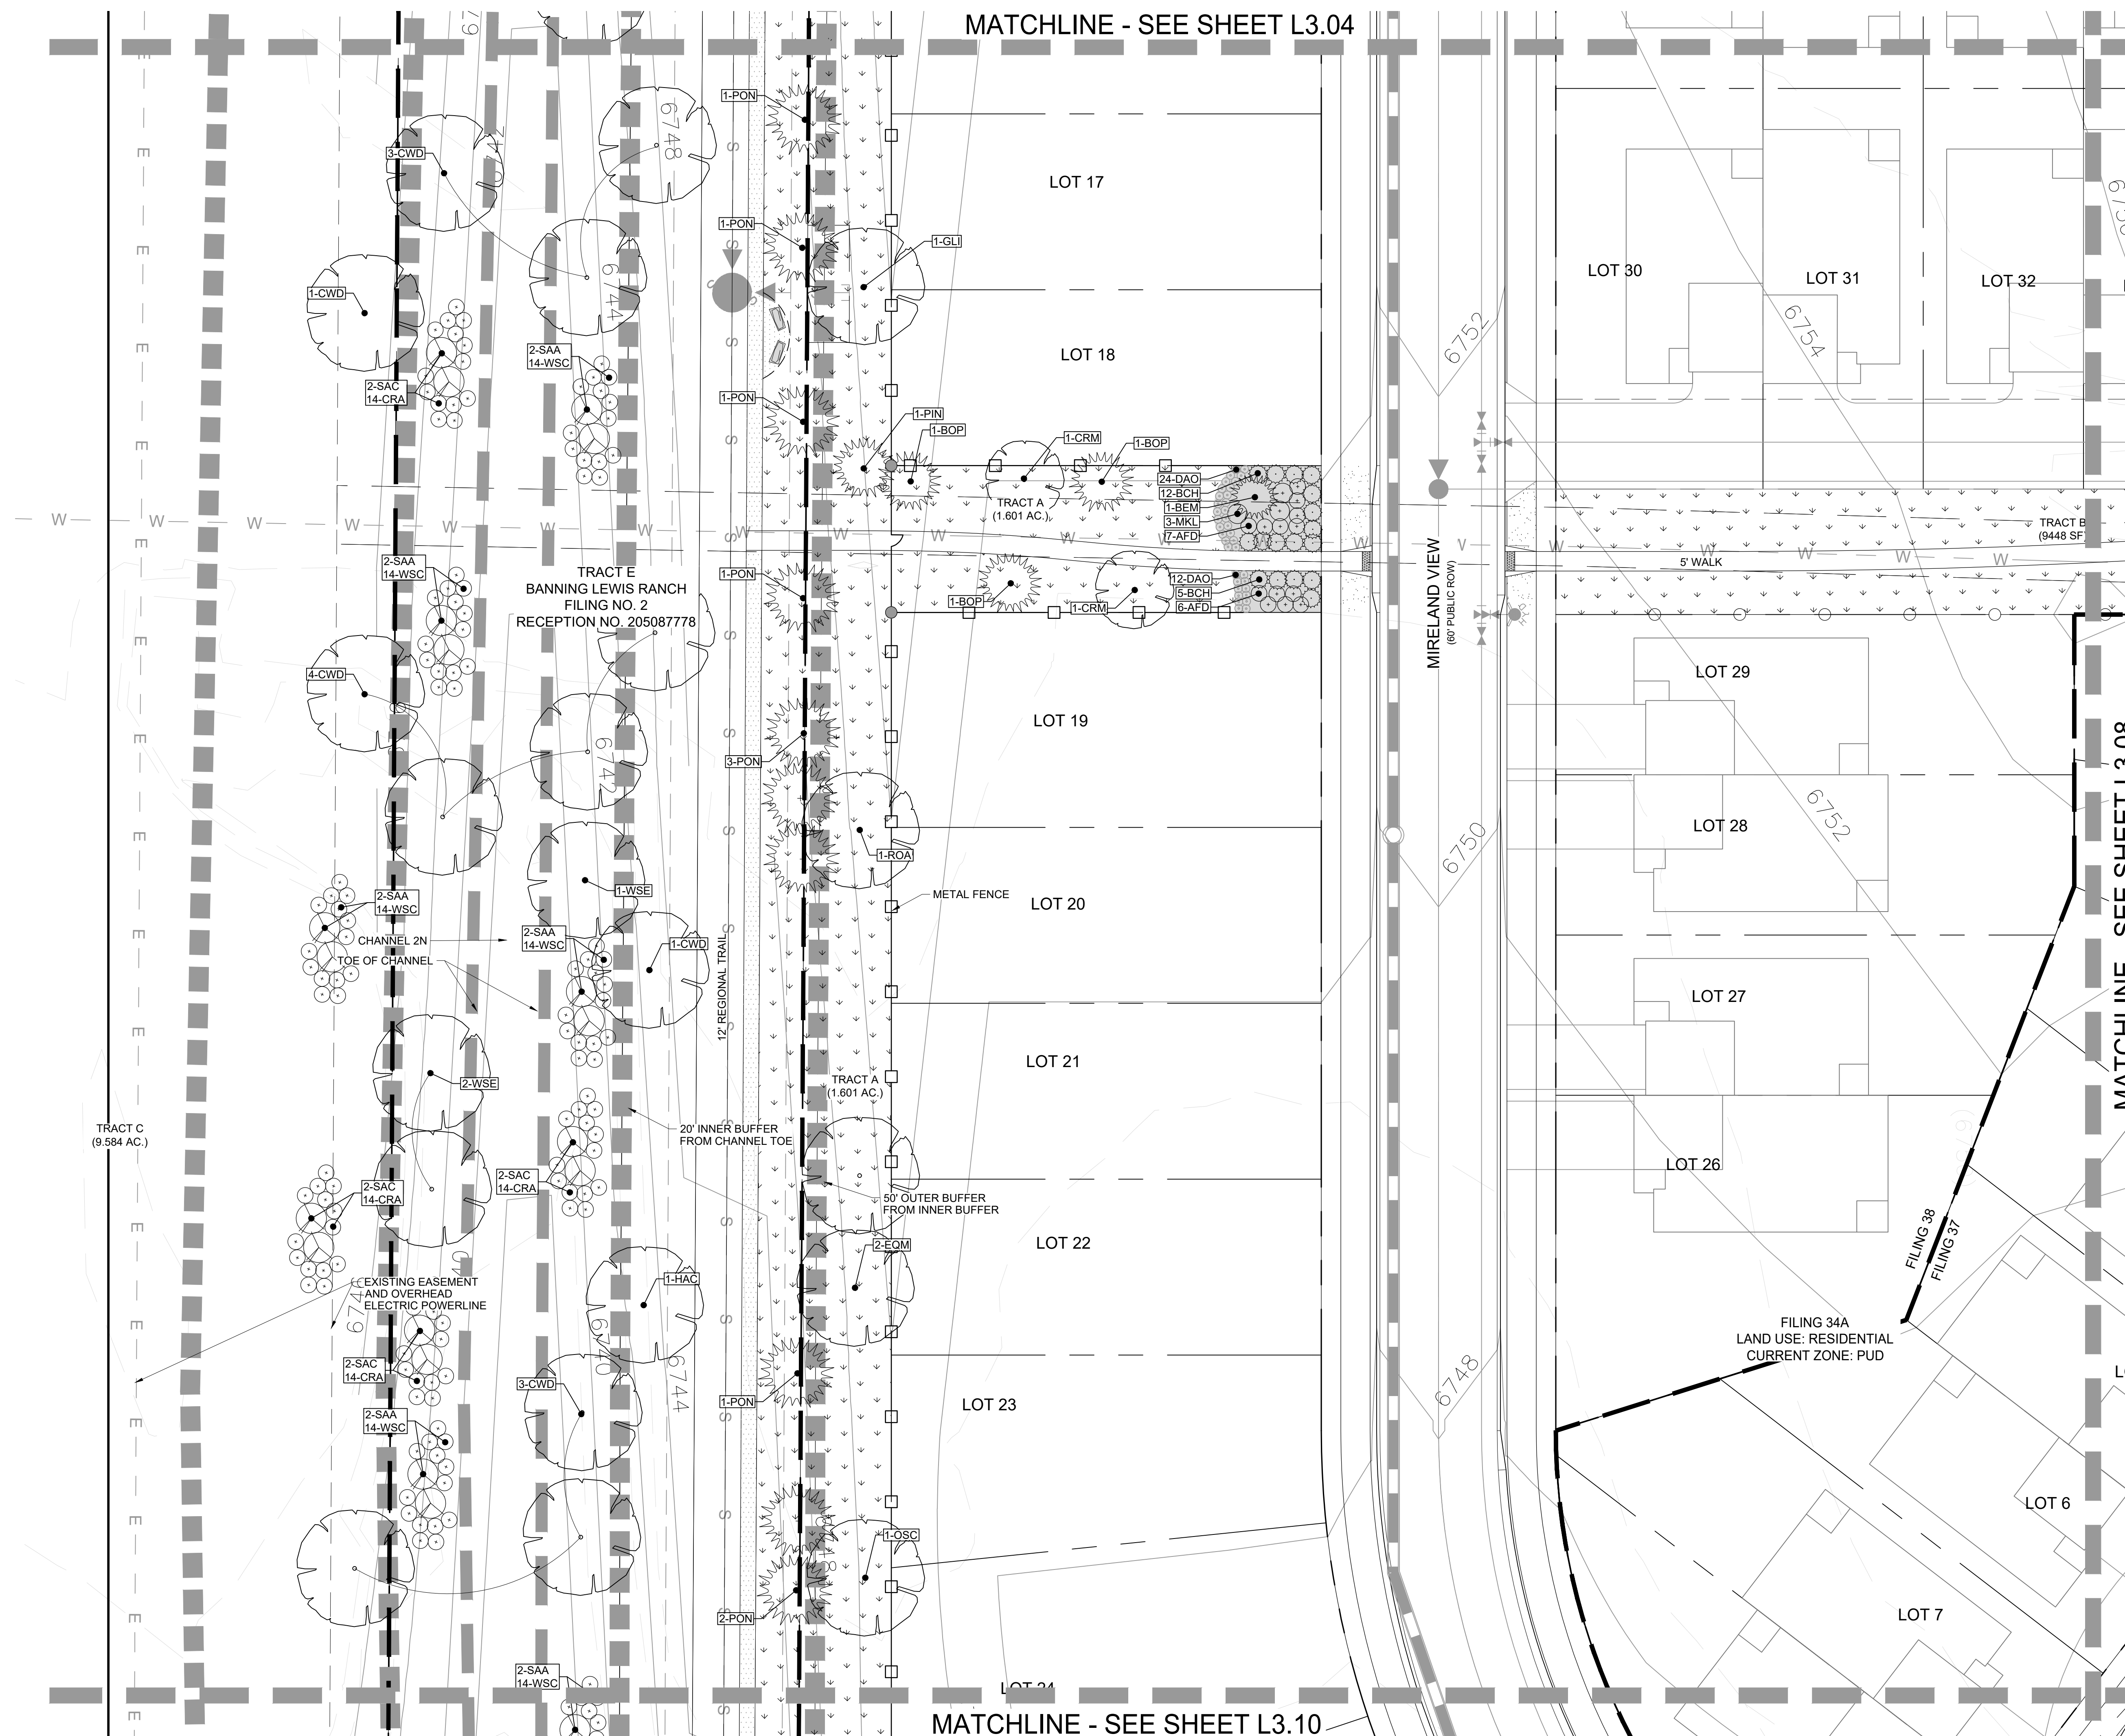 MATCHLINE - SEE SHEET L3.04
1-PON
3-CWD
6748
LOT 17
1-PON
1-GLI
LOT 30
LOT 31
LOT 32
1-CWD
6744
6752
6754
2-SAA
14-WSC
LOT 18
2-SAC
14-CRA
1-PON
1-PIN
1-BOP
1-CRM
1-BOP
24-DAO
12-BCH
1-BEM
3-MKL
7-AFD
TRACT A
(1.601 AC.)
TRACT B
(9448 SF)
5' WALK
MIRELAND VIEW
(60' PUBLIC ROW)
2-SAA
14-WSC
TRACT E
BANNING LEWIS RANCH
FILING NO. 2
RECEPTION NO. 205087778
1-PON
1-BOP
1-CRM
12-DAO
5-BCH
6-AFD
4-CWD
LOT 29
LOT 19
6742
3-PON
LOT 28
6752
6750
1-ROA
1-WSE
METAL FENCE
LOT 20
2-SAA
14-WSC
CHANNEL 2N
TOE OF CHANNEL
2-SAA
14-WSC
1-CWD
12' REGIONAL TRAIL
MATCHLINE - SEE SHEET L3.08
LOT 27
LOT 21
2-WSE
TRACT A
(1.601 AC.)
TRACT C
(9.584 AC.)
20' INNER BUFFER
FROM CHANNEL TOE
LOT 26
2-SAC
14-CRA
2-SAC
14-CRA
50' OUTER BUFFER
FROM INNER BUFFER
FILING 38
FILING 37
2-EQM
LOT 22
1-HAC
EXISTING EASEMENT
AND OVERHEAD
ELECTRIC POWERLINE
FILING 34A
LAND USE: RESIDENTIAL
CURRENT ZONE: PUD
6740
6744
6748
2-SAC
14-CRA
3-CWD
1-PON
LOT 23
2-SAA
14-WSC
LOT 6
1-OSC
2-PON
LOT 7
2-SAA
14-WSC
LOT 24
MATCHLINE - SEE SHEET L3.10